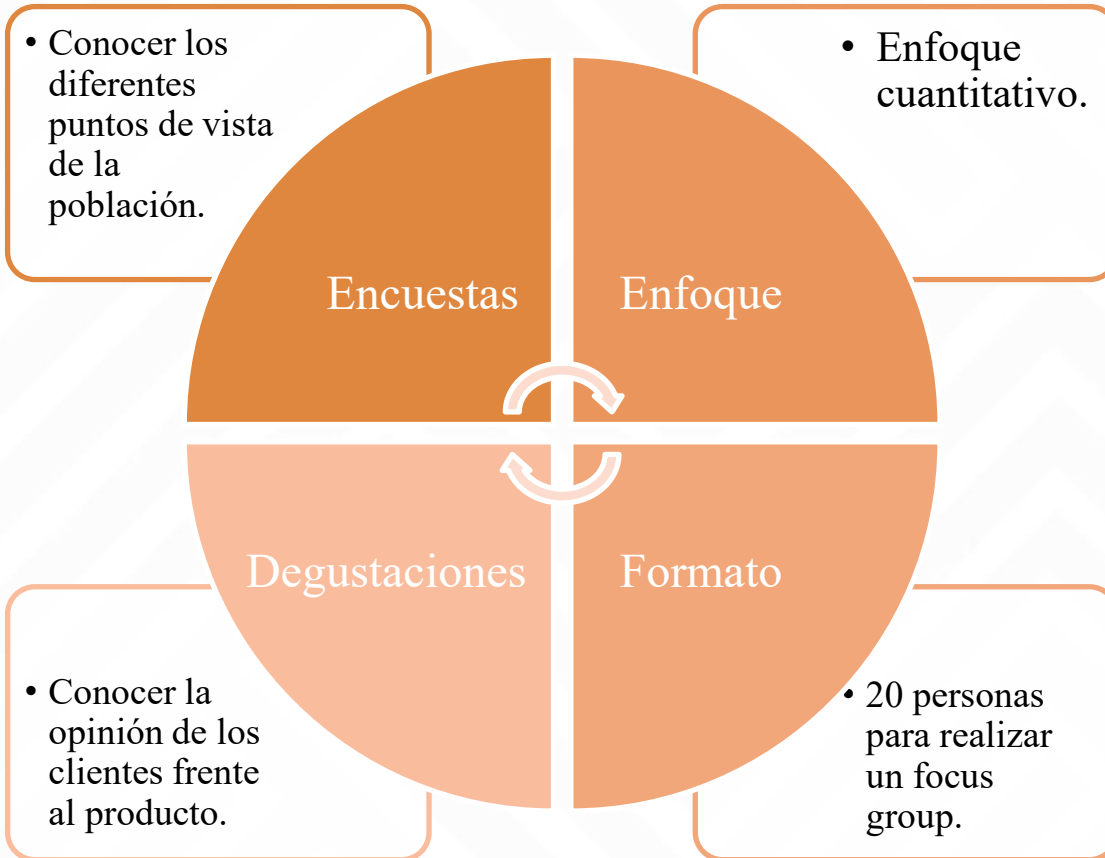 • Conocer los
diferentes
puntos de vista
de la
población.
• Enfoque
cuantitativo.
Encuestas
Enfoque
Degustaciones
Formato
• Conocer la
opinión de los
clientes frente
al producto.
• 20 personas
para realizar
un focus
group.